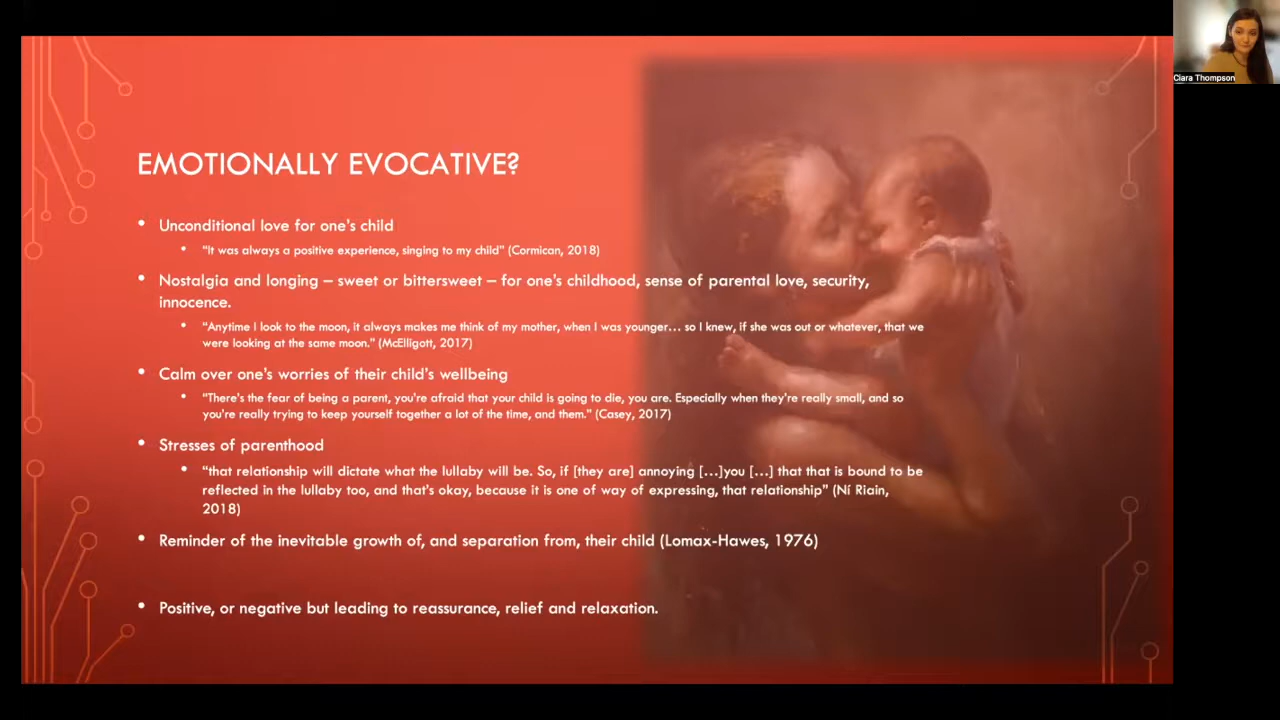 Ciara Thompson
EMOTIONALLY EVOCATIVE?
• Unconditional love for one's child
• "It was always a positive experience, singing to my child" (Cormican, 2018)
• Nostalgia and longing – sweet or bittersweet – for one's childhood, sense of parental love, security,
innocence.
• "Anytime I look to the moon, it always makes me think of my mother, when I was younger… so I knew, if she was out or whatever, that we
were looking at the same moon." (McElligott, 2017)
• Calm over one's worries of their child's wellbeing
• "There's the fear of being a parent, you're afraid that your child is going to die, you are. Especially when they're really small, and so
you're really trying to keep yourself together a lot of the time, and them." (Casey, 2017)
• Stresses of parenthood
• "that relationship will dictate what the lullaby will be. So, if [they are] annoying [...]you [...] that that is bound to be
reflected in the lullaby too, and that's okay, because it is one of way of expressing, that relationship" (Ní Riain,
2018)
• Reminder of the inevitable growth of, and separation from, their child (Lomax-Hawes, 1976)
• Positive, or negative but leading to reassurance, relief and relaxation.